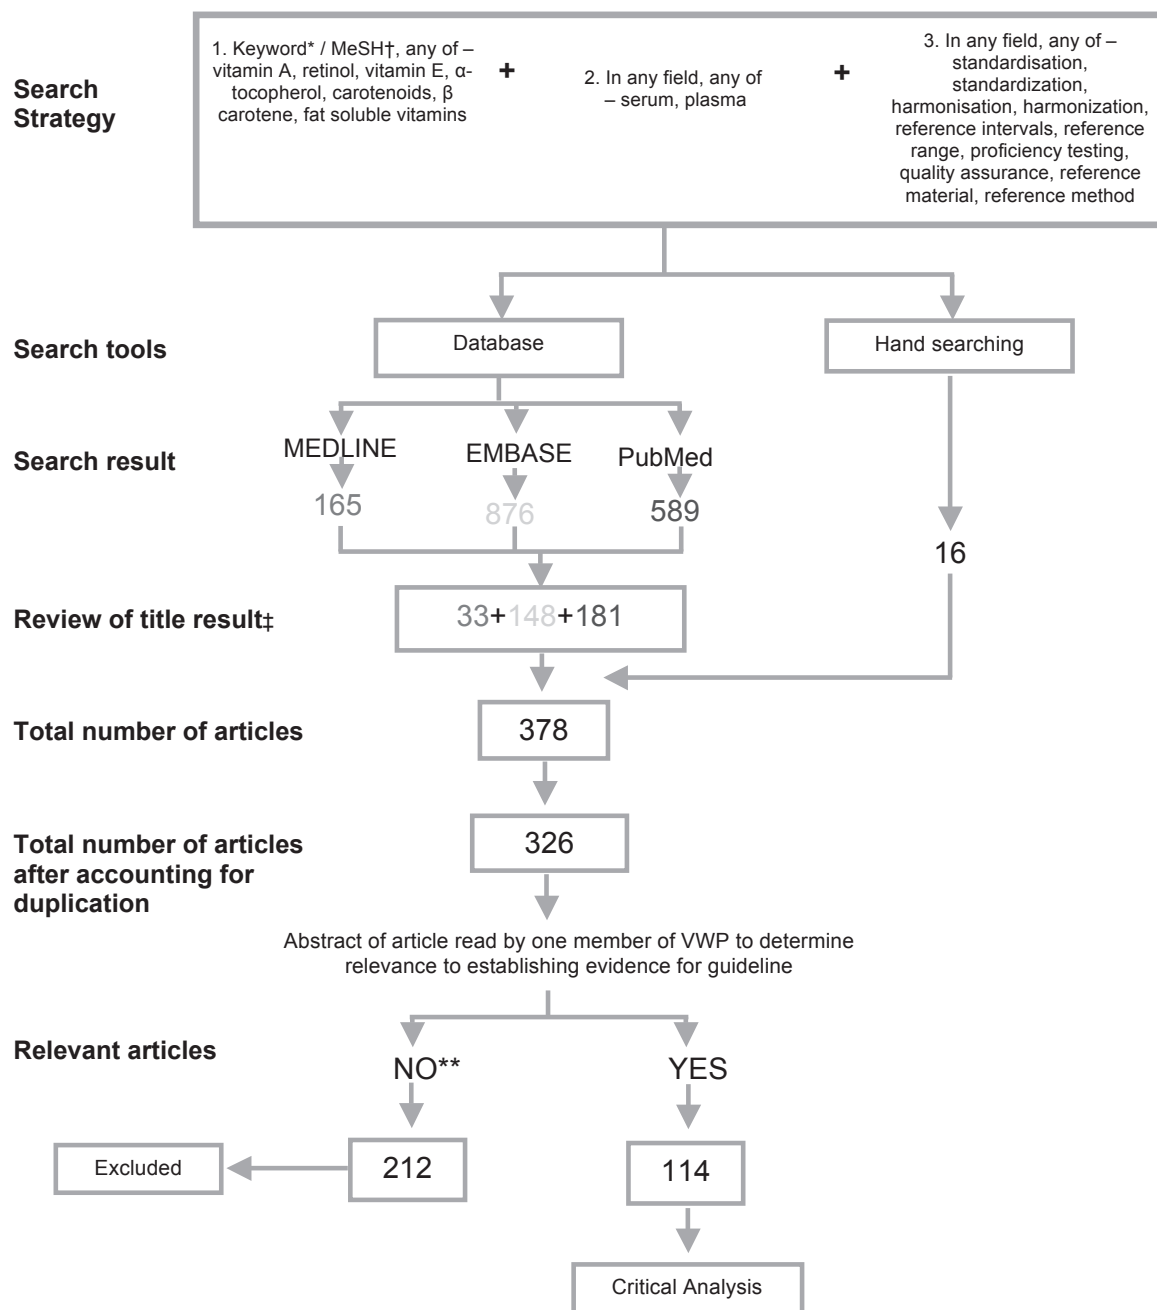 Search
Strategy
1. Keyword* / MeSH†, any of –
vitamin A, retinol, vitamin E, α-
tocopherol, carotenoids, β
carotene, fat soluble vitamins
+
2. In any field, any of
– serum, plasma
+
3. In any field, any of –
standardisation,
standardization,
harmonisation, harmonization,
reference intervals, reference
range, proficiency testing,
quality assurance, reference
material, reference method
Search tools
Database
Hand searching
Search result
MEDLINE
EMBASE
PubMed
165
876
589
16
Review of title result‡
33+148+181
Total number of articles
378
Total number of articles
after accounting for
duplication
326
Abstract of article read by one member of VWP to determine
relevance to establishing evidence for guideline
Relevant articles
NO**
YES
Excluded
212
114
Critical Analysis